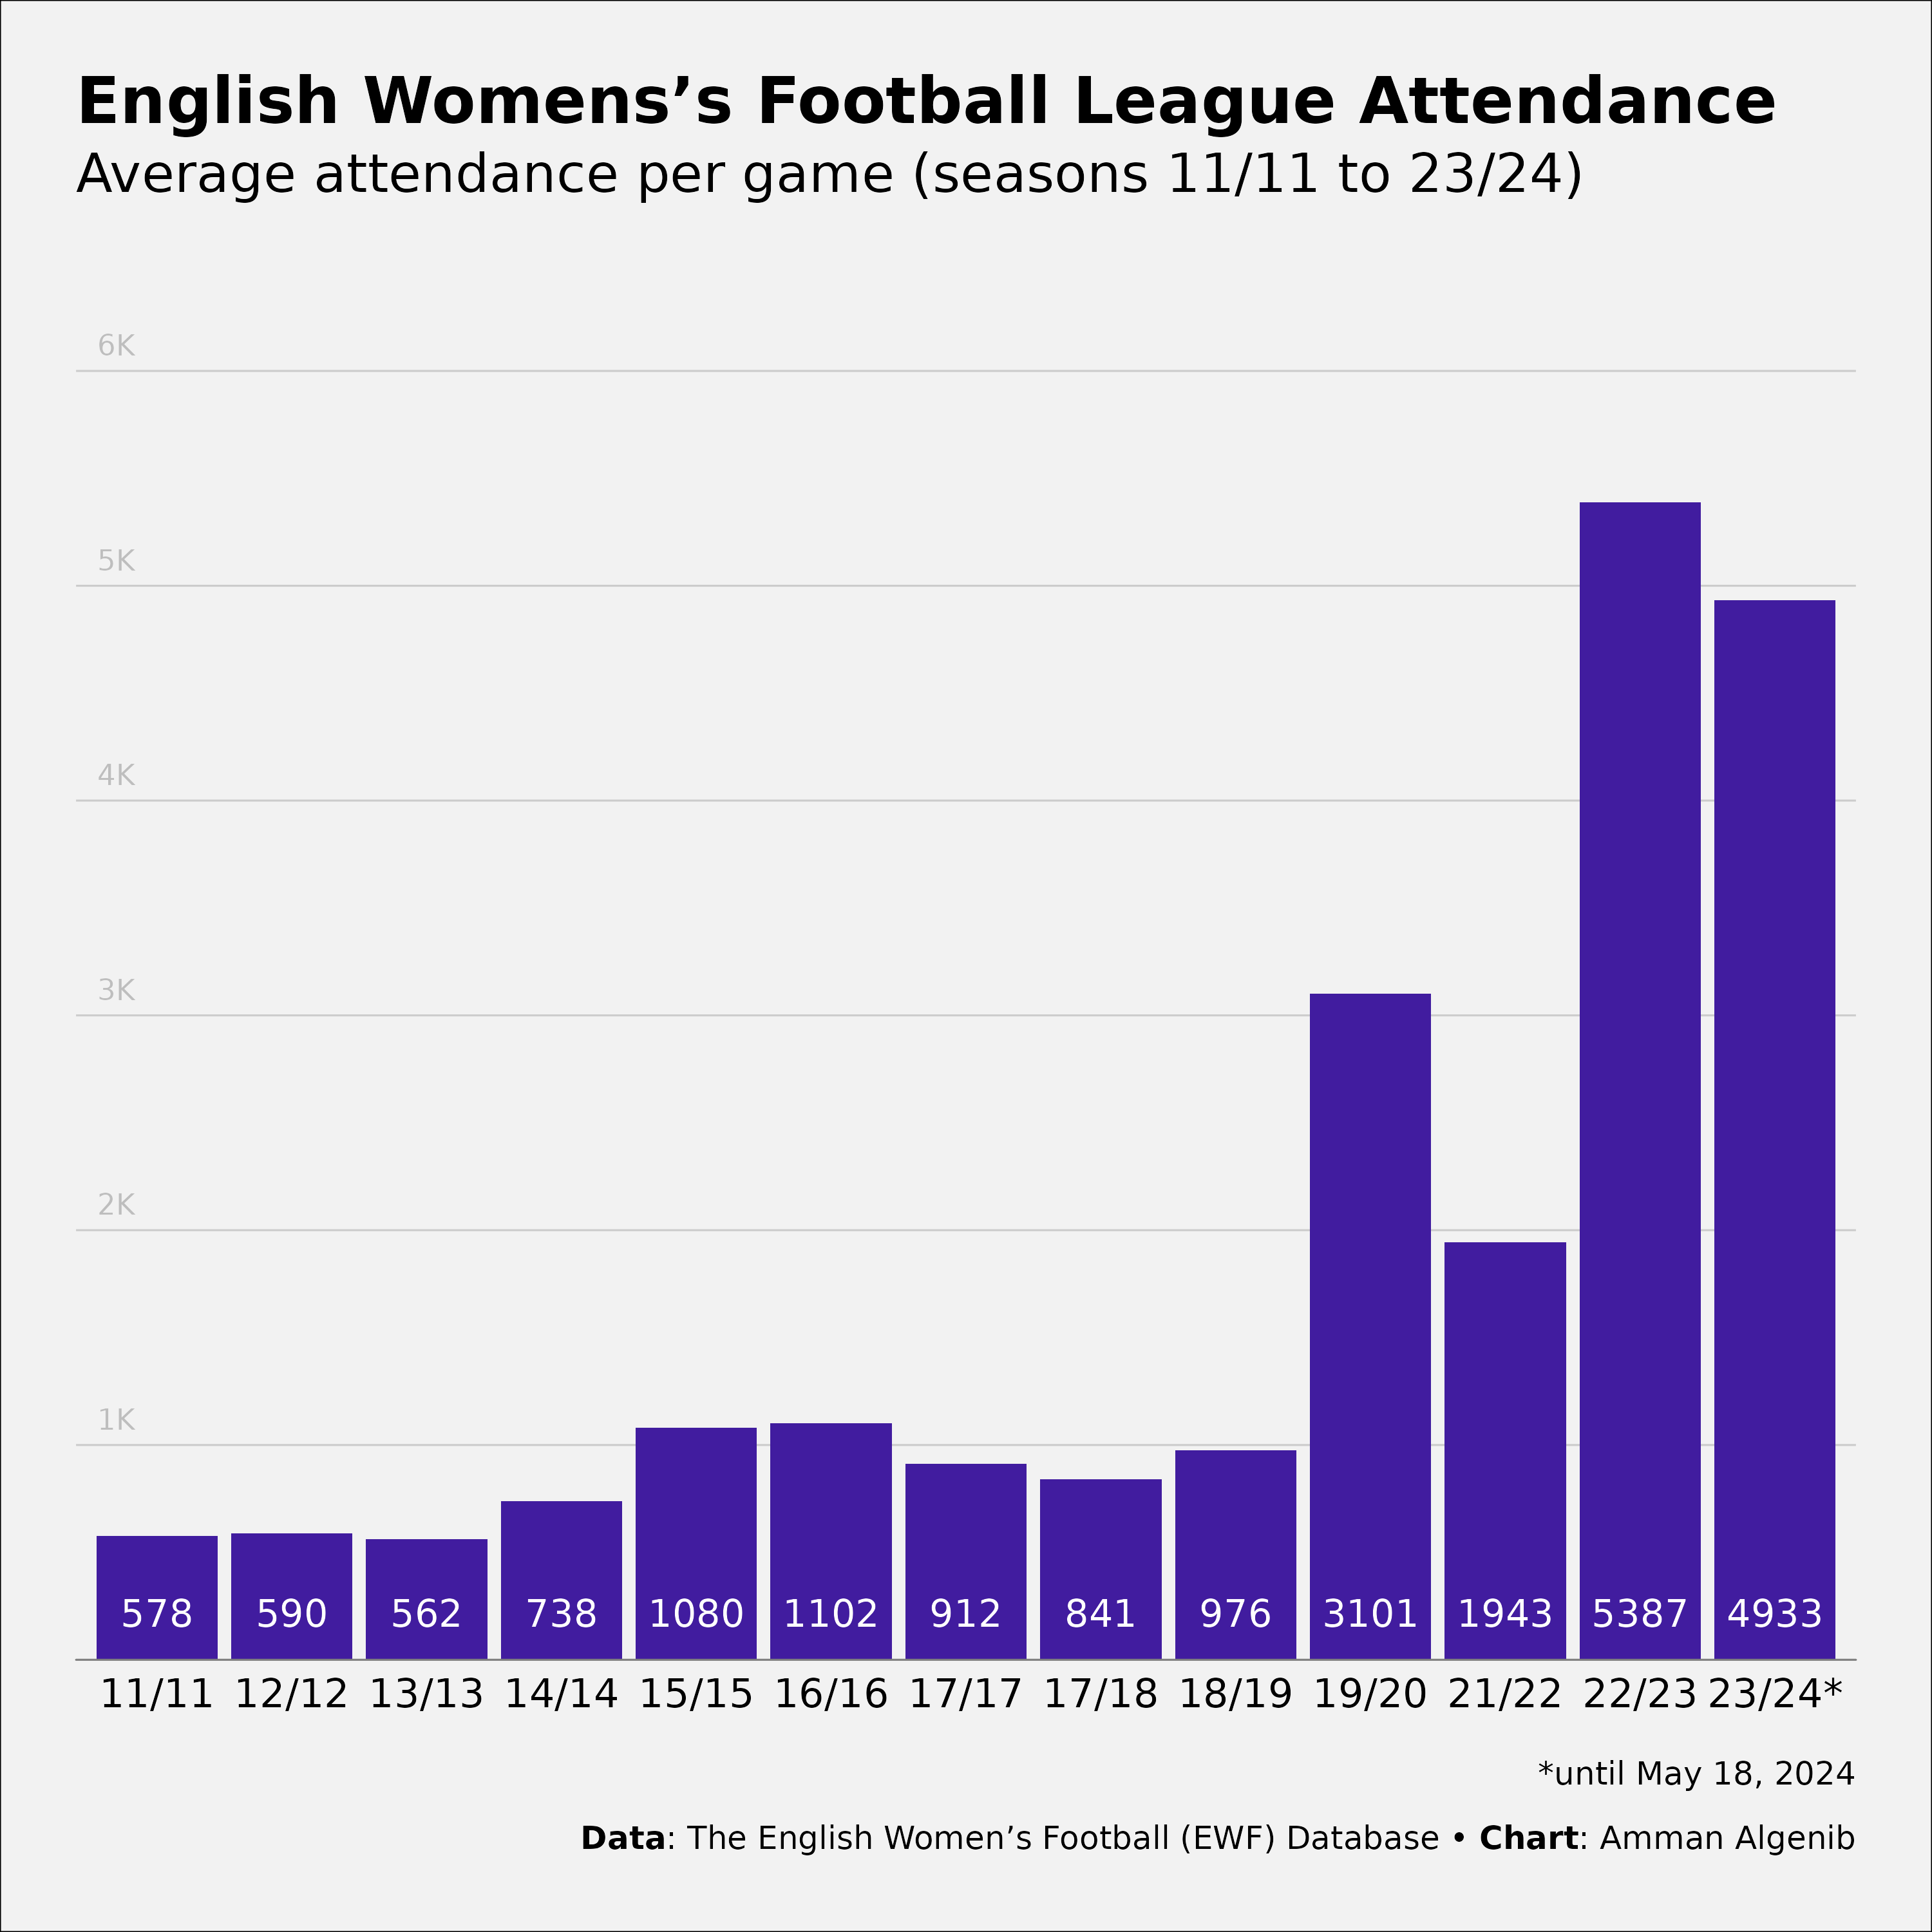 English Womens’s Football League Attendance
Average attendance per game (seasons 11/11 to 23/24)
6K
5K
4K
3K
2K
1K
578 590 562 738 1080 1102 912 841 976 3101 1943 5387 4933
11/11 12/12 13/13 14/14 15/15 16/16 17/17 17/18 18/19 19/20 21/22 22/23 23/24*
*until May 18, 2024
Data: The English Women’s Football (EWF) Database • Chart: Amman Algenib